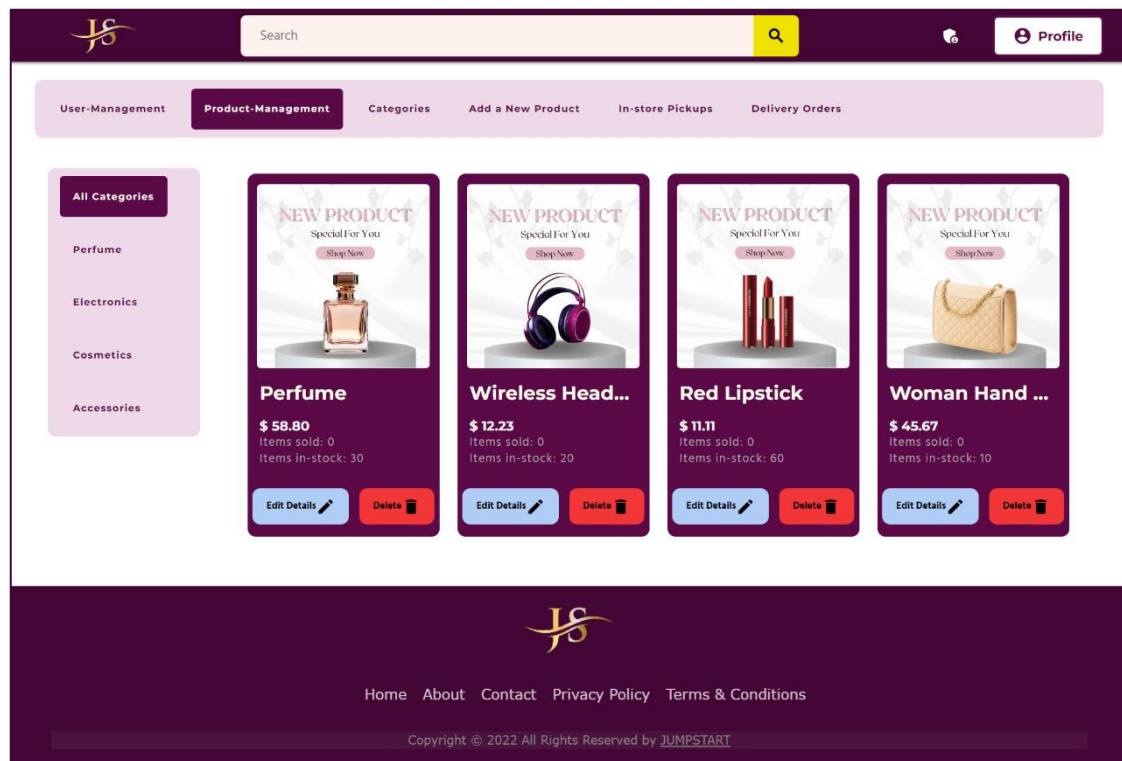 JS
Search
Profile
User-Management Product-Management Categories Add a New Product In-store Pickups Delivery Orders
All Categories
Perfume
Electronics
Cosmetics
Accessories
NEW PRODUCT
Special For You
Shop Now
Perfume
$ 58.80
Items sold: 0
Items in-stock: 30
Edit Details Delete
NEW PRODUCT
Special For You
Shop Now
Wireless Head...
$ 12.23
Items sold: 0
Items in-stock: 20
Edit Details Delete
NEW PRODUCT
Special For You
Shop Now
Red Lipstick
$ 11.11
Items sold: 0
Items in-stock: 60
Edit Details Delete
NEW PRODUCT
Special For You
Shop Now
Woman Hand ...
$ 45.67
Items sold: 0
Items in-stock: 10
Edit Details Delete
JS
Home About Contact Privacy Policy Terms & Conditions
Copyright © 2022 All Rights Reserved by JUMPSTART